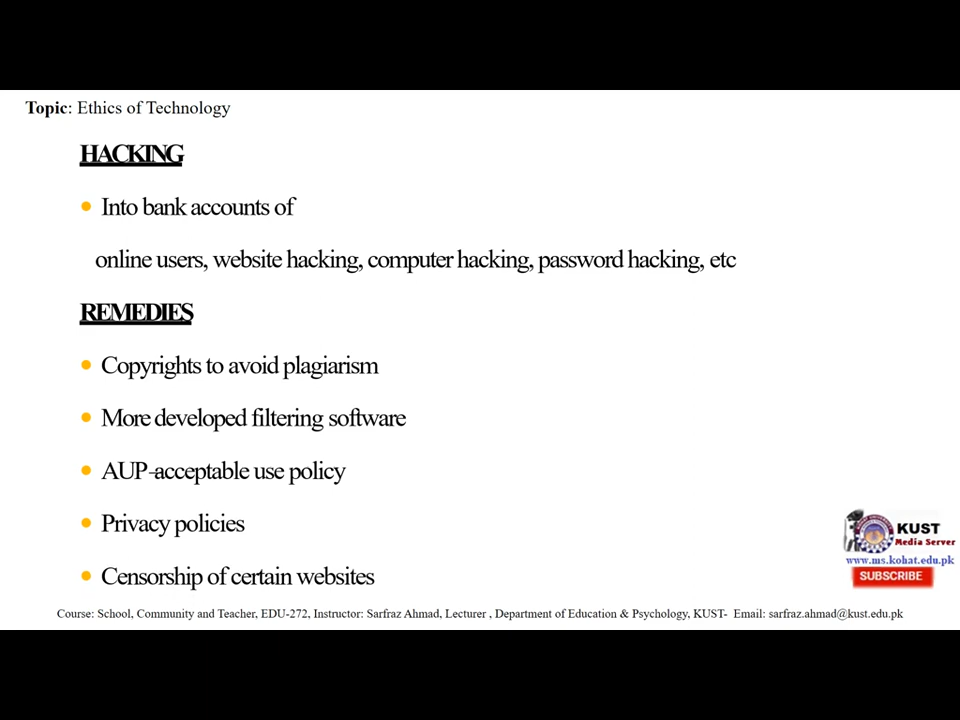 Topic: Ethics of Technology
HACKING
Into bank accounts of
online users, website hacking, computer hacking, password hacking, etc
REMEDIES
Copyrights to avoid plagiarism
More developed filtering software
AUP-acceptable use policy
Privacy policies
Censorship of certain websites
KUST
Media Server
www.ms.kohat.edu.pk
SUBSCRIBE
Course: School, Community and Teacher, EDU-272, Instructor: Sarfraz Ahmad, Lecturer , Department of Education & Psychology, KUST- Email: sarfraz.ahmad@kust.edu.pk